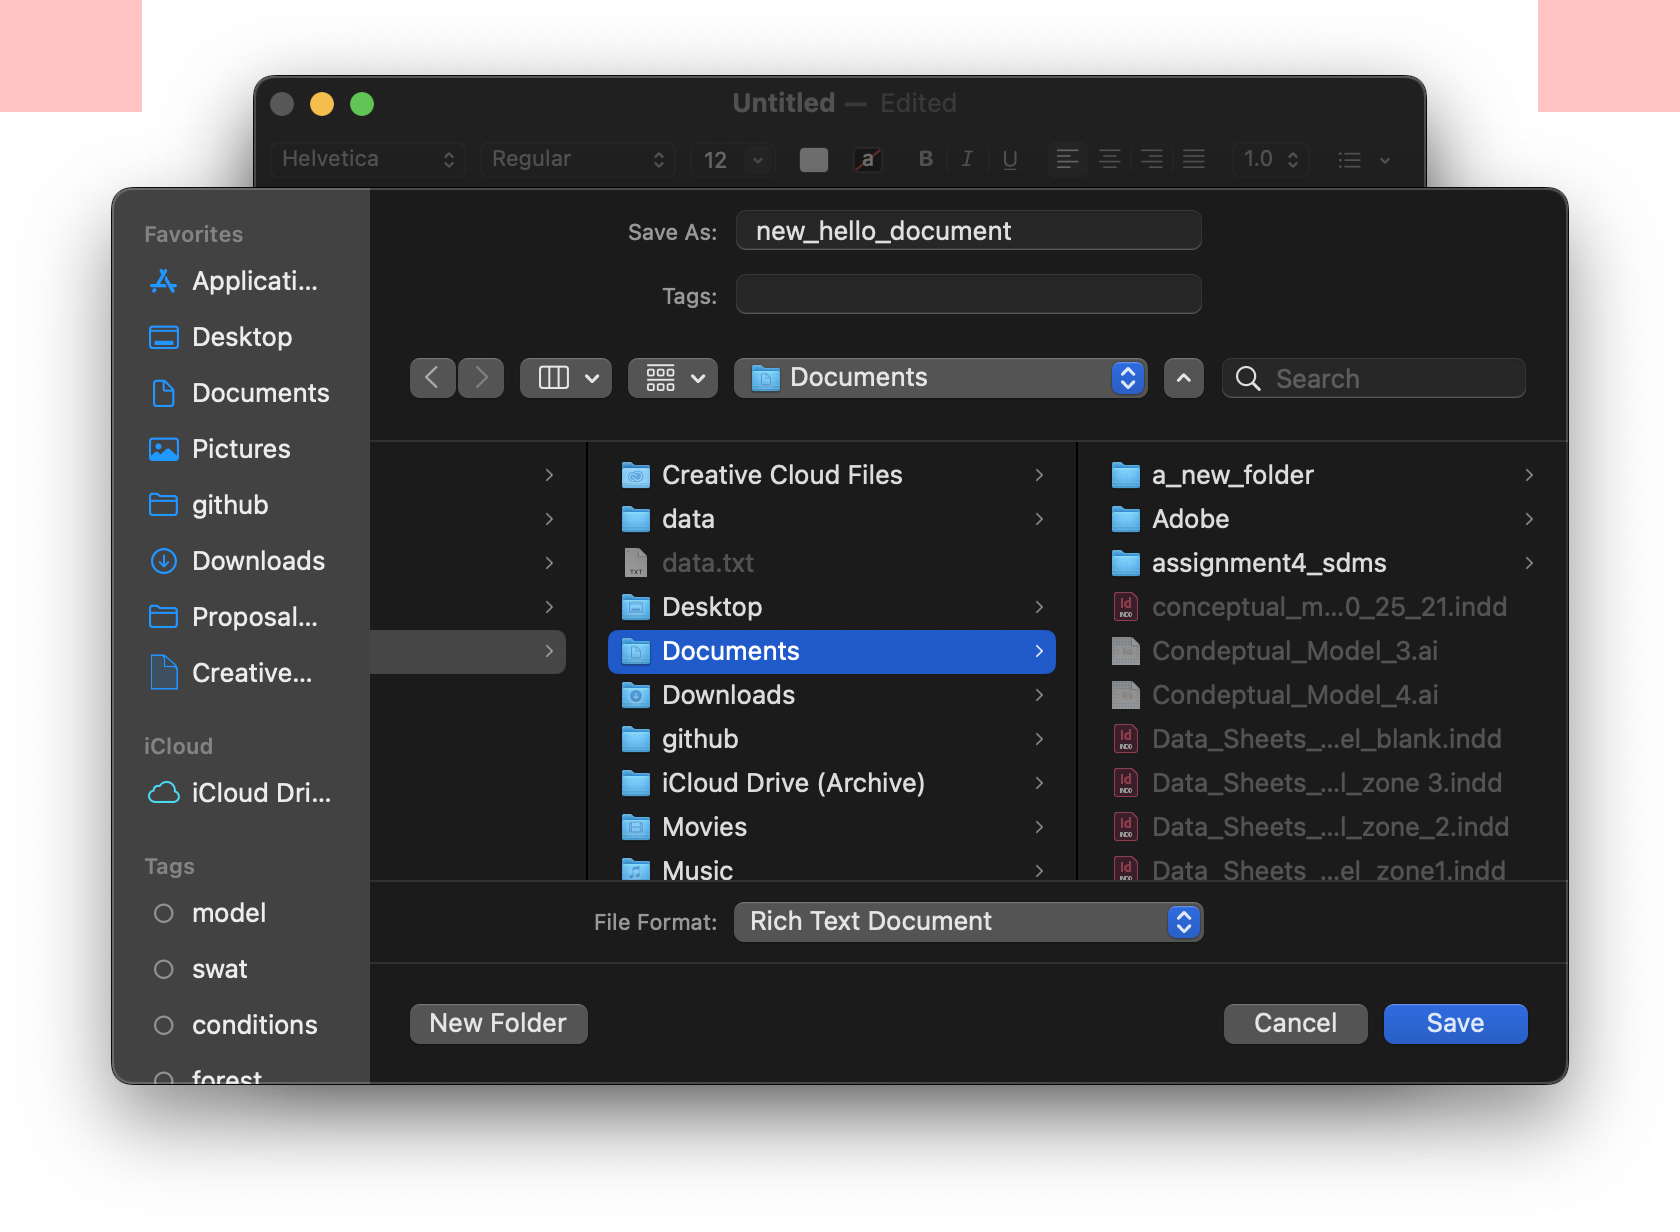 Untitled — Edited
Helvetica Regular 12 a B I U 1.0
Favorites
Applicati...
Desktop
Documents
Pictures
github
Downloads
Proposal...
Creative...
iCloud
iCloud Dri...
Tags
model
swat
conditions
forest
Save As: new_hello_document
Tags:
Documents
Search
Creative Cloud Files
data
data.txt
Desktop
Documents
Downloads
github
iCloud Drive (Archive)
Movies
Music
a_new_folder
Adobe
assignment4_sdms
conceptual_m...0_25_21.indd
Condeptual_Model_3.ai
Condeptual_Model_4.ai
Data_Sheets_...el_blank.indd
Data_Sheets_...l_zone 3.indd
Data_Sheets_...l_zone_2.indd
Data_Sheets_...el_zone1.indd
File Format: Rich Text Document
New Folder Cancel Save